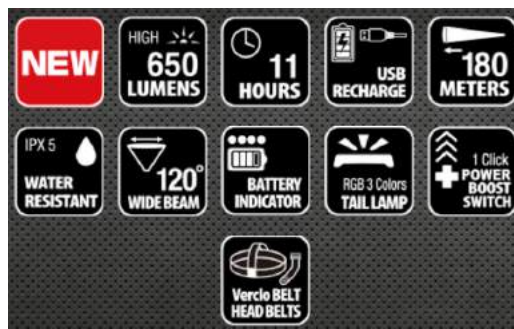 NEW
HIGH
650
LUMENS
11
HOURS
USB
RECHARGE
180
METERS
IPX 5
WATER
RESISTANT
120°
WIDE BEAM
BATTERY
INDICATOR
RGB 3 Colors
TAIL LAMP
1 Click
POWER
BOOST
SWITCH
Verclo BELT
HEAD BELTS